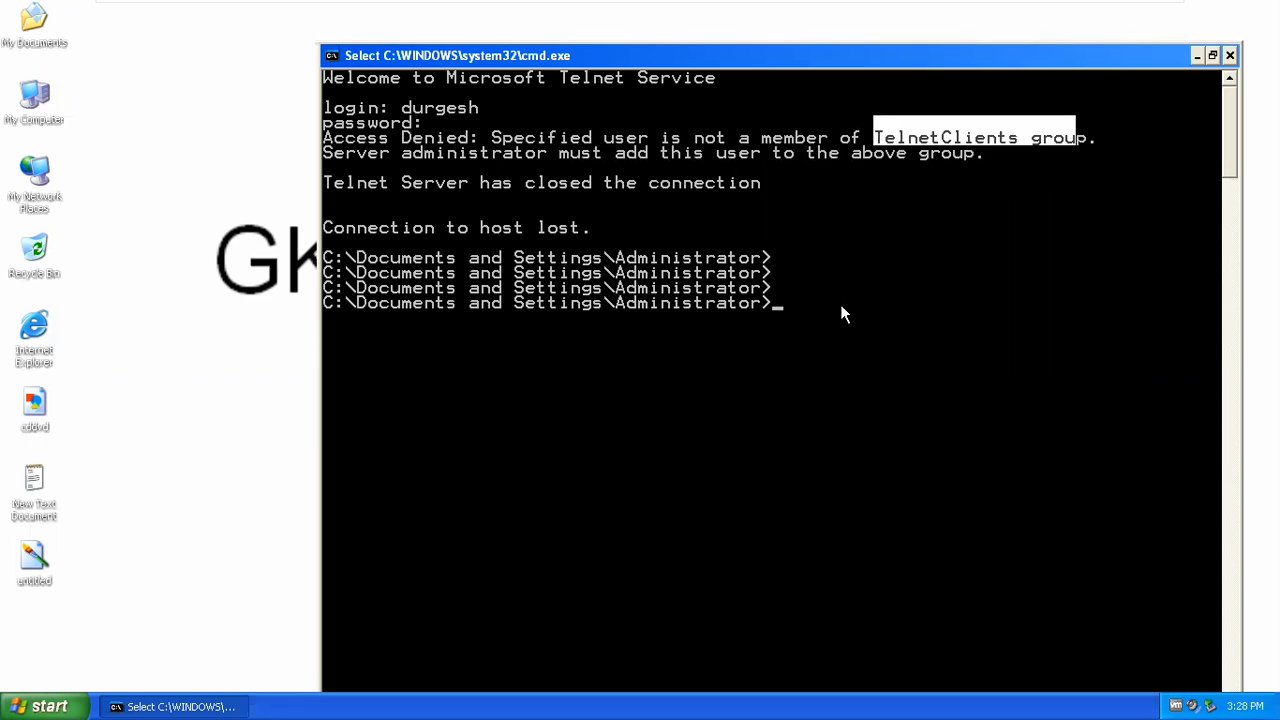 My Documents
My Computer
My Network
Places
Recycle Bin
Internet
Explorer
cddvd
New Text
Document
untitled
GK
Select C:\WINDOWS\system32\cmd.exe
Welcome to Microsoft Telnet Service
login: durgesh
password:
Access Denied: Specified user is not a member of TelnetClients group.
Server administrator must add this user to the above group.
Telnet Server has closed the connection
Connection to host lost.
C:\Documents and Settings\Administrator>
C:\Documents and Settings\Administrator>
C:\Documents and Settings\Administrator>
C:\Documents and Settings\Administrator>_
start
Select C:\WINDOWS\...
3:28 PM